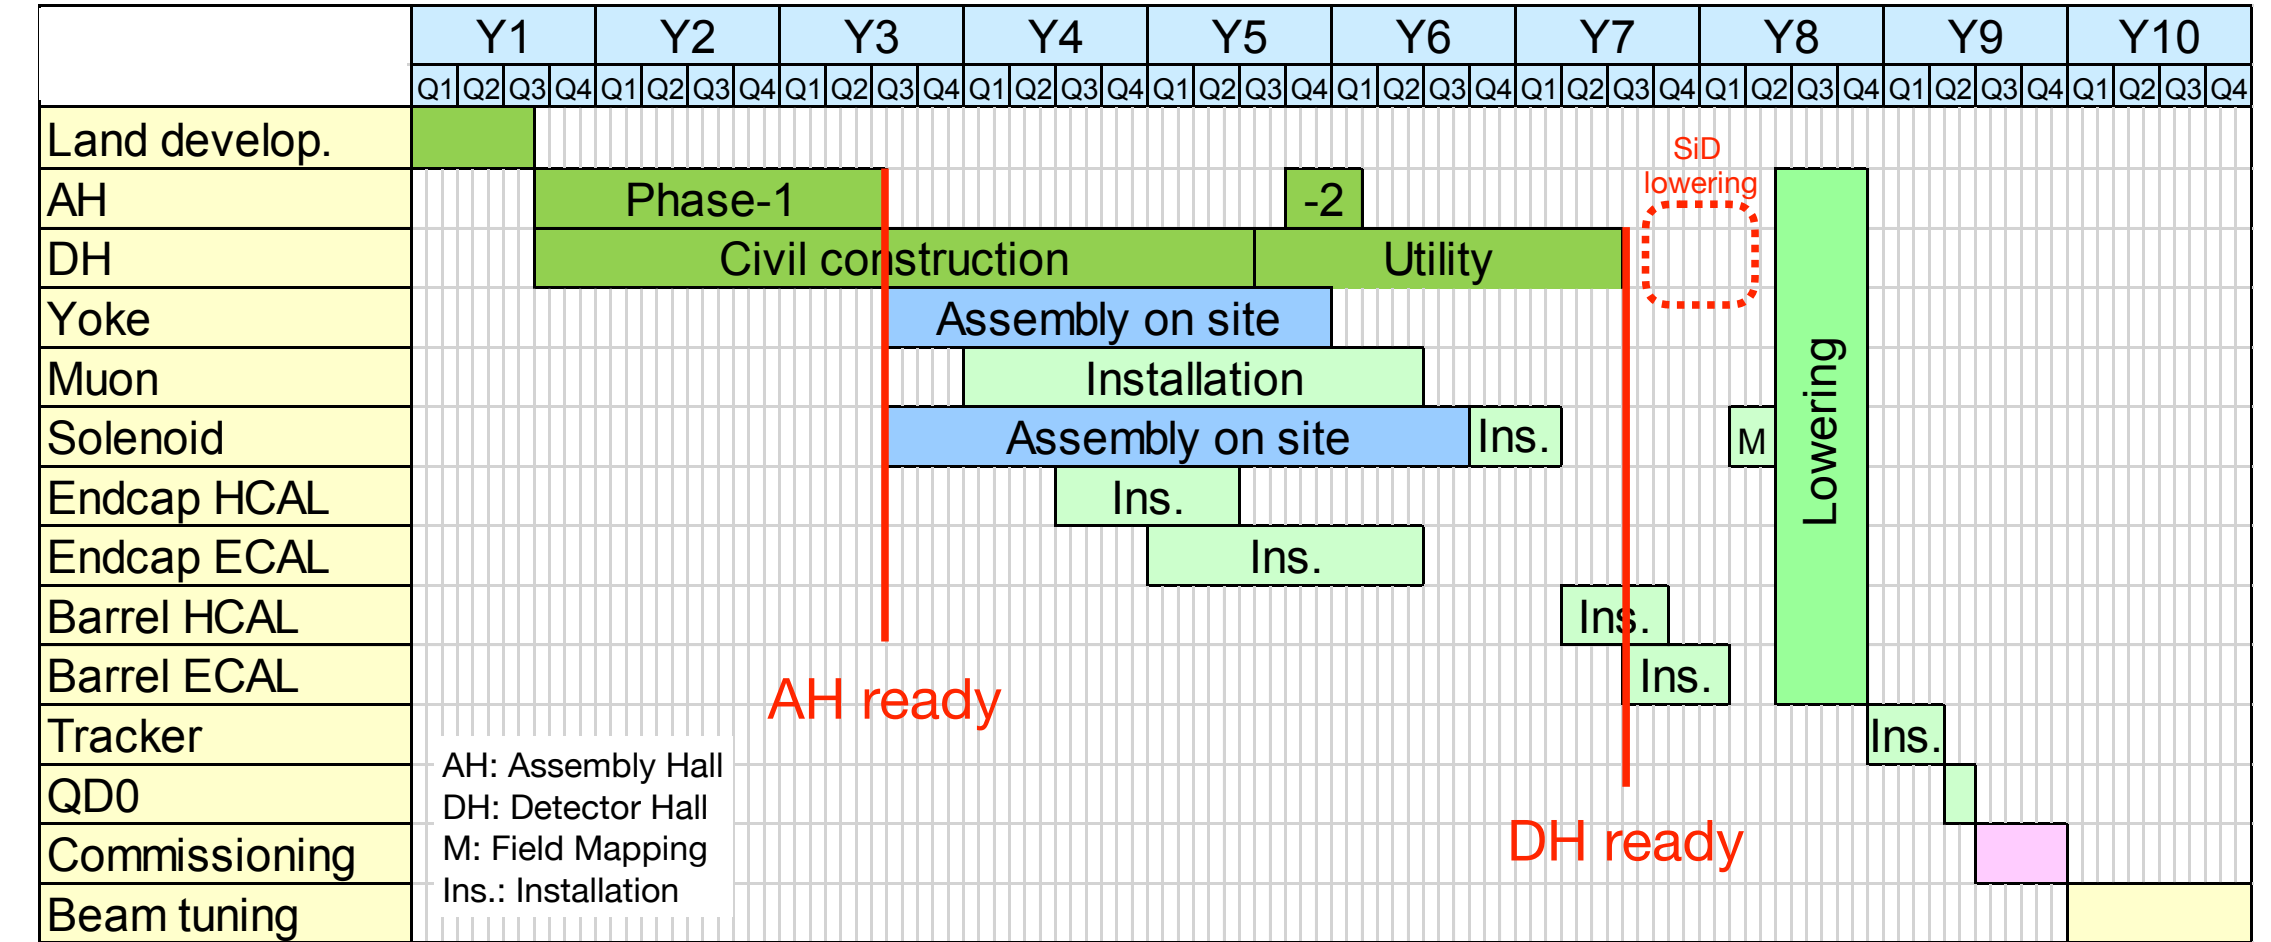 Y1 Y2 Y3 Y4 Y5 Y6 Y7 Y8 Y9 Y10
Q1 Q2 Q3 Q4 Q1 Q2 Q3 Q4 Q1 Q2 Q3 Q4 Q1 Q2 Q3 Q4 Q1 Q2 Q3 Q4 Q1 Q2 Q3 Q4 Q1 Q2 Q3 Q4 Q1 Q2 Q3 Q4 Q1 Q2 Q3 Q4 Q1 Q2 Q3 Q4
Land develop.
SiD
lowering
AH Phase-1 -2
DH Civil construction Utility
Yoke Assembly on site
Muon Installation
Lowering
Solenoid Assembly on site Ins. M
Endcap HCAL Ins.
Endcap ECAL Ins.
Barrel HCAL Ins.
Barrel ECAL Ins.
AH ready
Tracker Ins.
QD0
DH ready
Commissioning
Beam tuning
AH: Assembly Hall
DH: Detector Hall
M: Field Mapping
Ins.: Installation